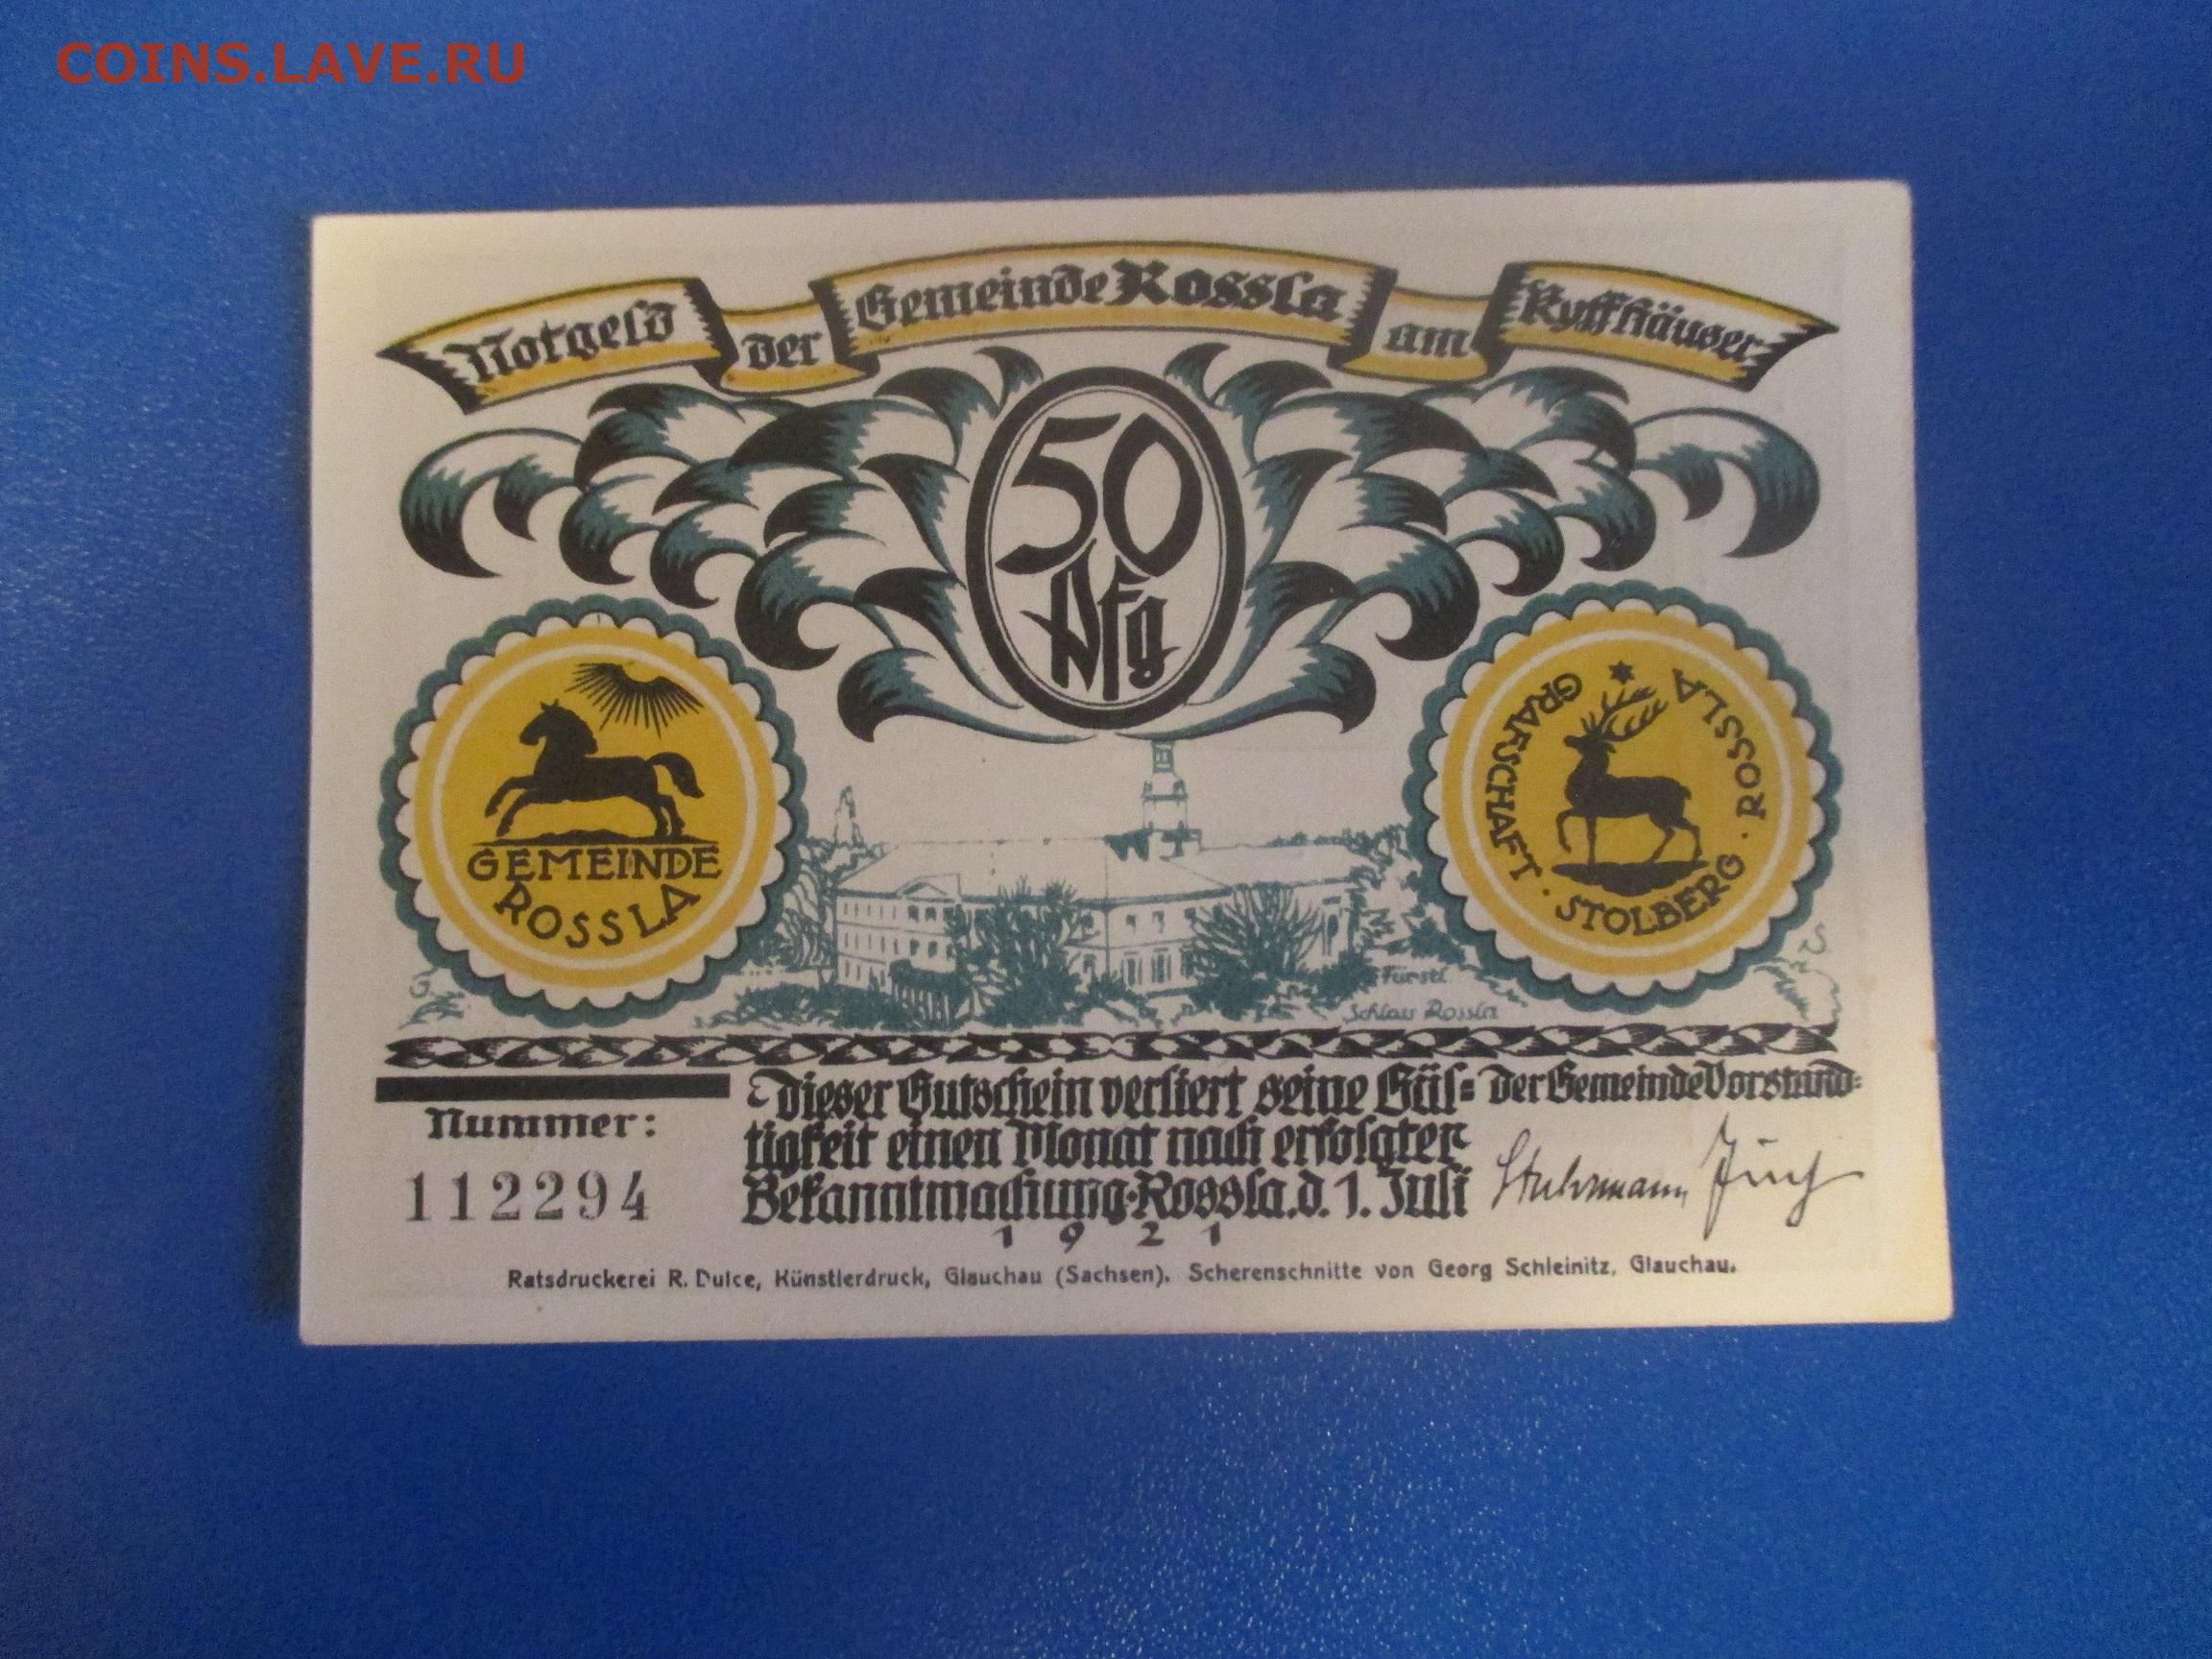 COINS.LAVE.RU
Notgeld der Gemeinde Rossla am Kyffhäuser
50
Pfg
GEMEINDE
ROSSLA
GRAFSCHAFT · STOLBERG · ROSSLA
G
S
Fürstl.
Schloss Rossla
Dieser Gutschein verliert seine Gül=
tigkeit einen Monat nach erfolgter
Bekanntmachung·Rossla.d. 1. Juli
1921
Der GemeindeVorstand:
Nummer:
112294
Stuhrmann
Ratsdruckerei R. Dulce, Künstlerdruck, Glauchau (Sachsen). Scherenschnitte von Georg Schleinitz, Glauchau.